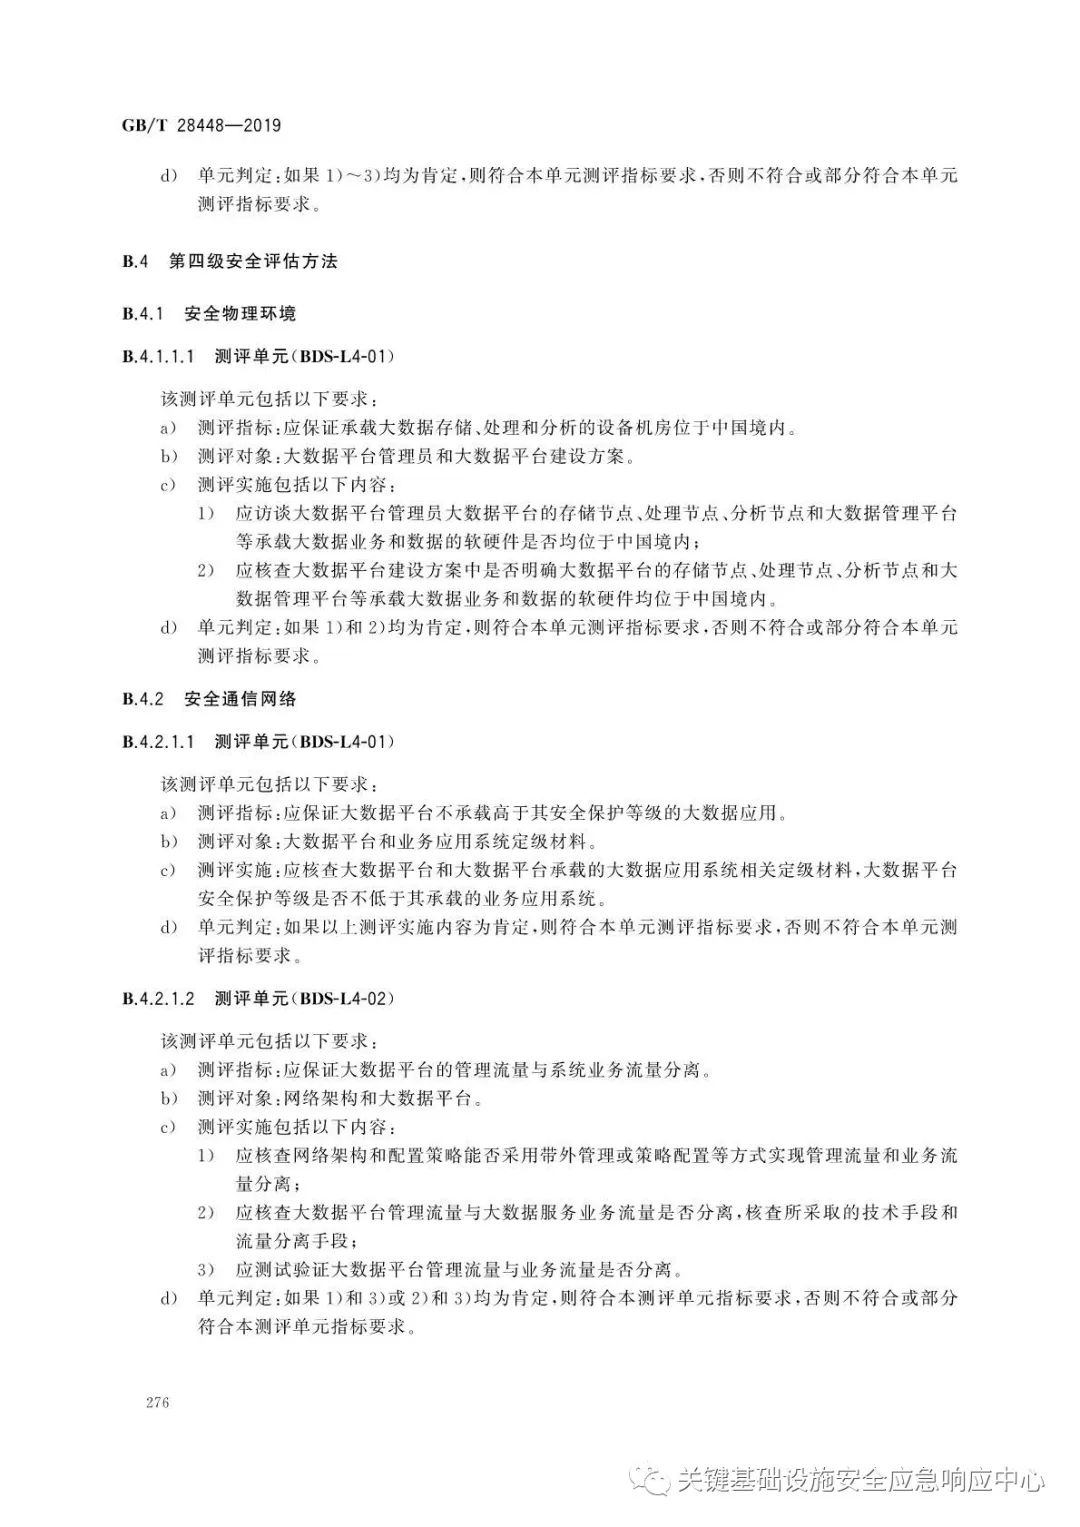 GB/T 28448—2019
d) 单元判定:如果 1)~3)均为肯定,则符合本单元测评指标要求,否则不符合或部分符合本单元
测评指标要求。
B.4 第四级安全评估方法
B.4.1 安全物理环境
B.4.1.1.1 测评单元(BDS-L4-01)
该测评单元包括以下要求:
a) 测评指标:应保证承载大数据存储、处理和分析的设备机房位于中国境内。
b) 测评对象:大数据平台管理员和大数据平台建设方案。
c) 测评实施包括以下内容:
1) 应访谈大数据平台管理员大数据平台的存储节点、处理节点、分析节点和大数据管理平台
等承载大数据业务和数据的软硬件是否均位于中国境内;
2) 应核查大数据平台建设方案中是否明确大数据平台的存储节点、处理节点、分析节点和大
数据管理平台等承载大数据业务和数据的软硬件均位于中国境内。
d) 单元判定:如果 1)和 2)均为肯定,则符合本单元测评指标要求,否则不符合或部分符合本单元
测评指标要求。
B.4.2 安全通信网络
B.4.2.1.1 测评单元(BDS-L4-01)
该测评单元包括以下要求:
a) 测评指标:应保证大数据平台不承载高于其安全保护等级的大数据应用。
b) 测评对象:大数据平台和业务应用系统定级材料。
c) 测评实施:应核查大数据平台和大数据平台承载的大数据应用系统相关定级材料,大数据平台
安全保护等级是否不低于其承载的业务应用系统。
d) 单元判定:如果以上测评实施内容为肯定,则符合本单元测评指标要求,否则不符合本单元测
评指标要求。
B.4.2.1.2 测评单元(BDS-L4-02)
该测评单元包括以下要求:
a) 测评指标:应保证大数据平台的管理流量与系统业务流量分离。
b) 测评对象:网络架构和大数据平台。
c) 测评实施包括以下内容:
1) 应核查网络架构和配置策略能否采用带外管理或策略配置等方式实现管理流量和业务流
量分离;
2) 应核查大数据平台管理流量与大数据服务业务流量是否分离,核查所采取的技术手段和
流量分离手段;
3) 应测试验证大数据平台管理流量与业务流量是否分离。
d) 单元判定:如果 1)和 3)或 2)和 3)均为肯定,则符合本测评单元指标要求,否则不符合或部分
符合本测评单元指标要求。
276
关键基础设施安全应急响应中心